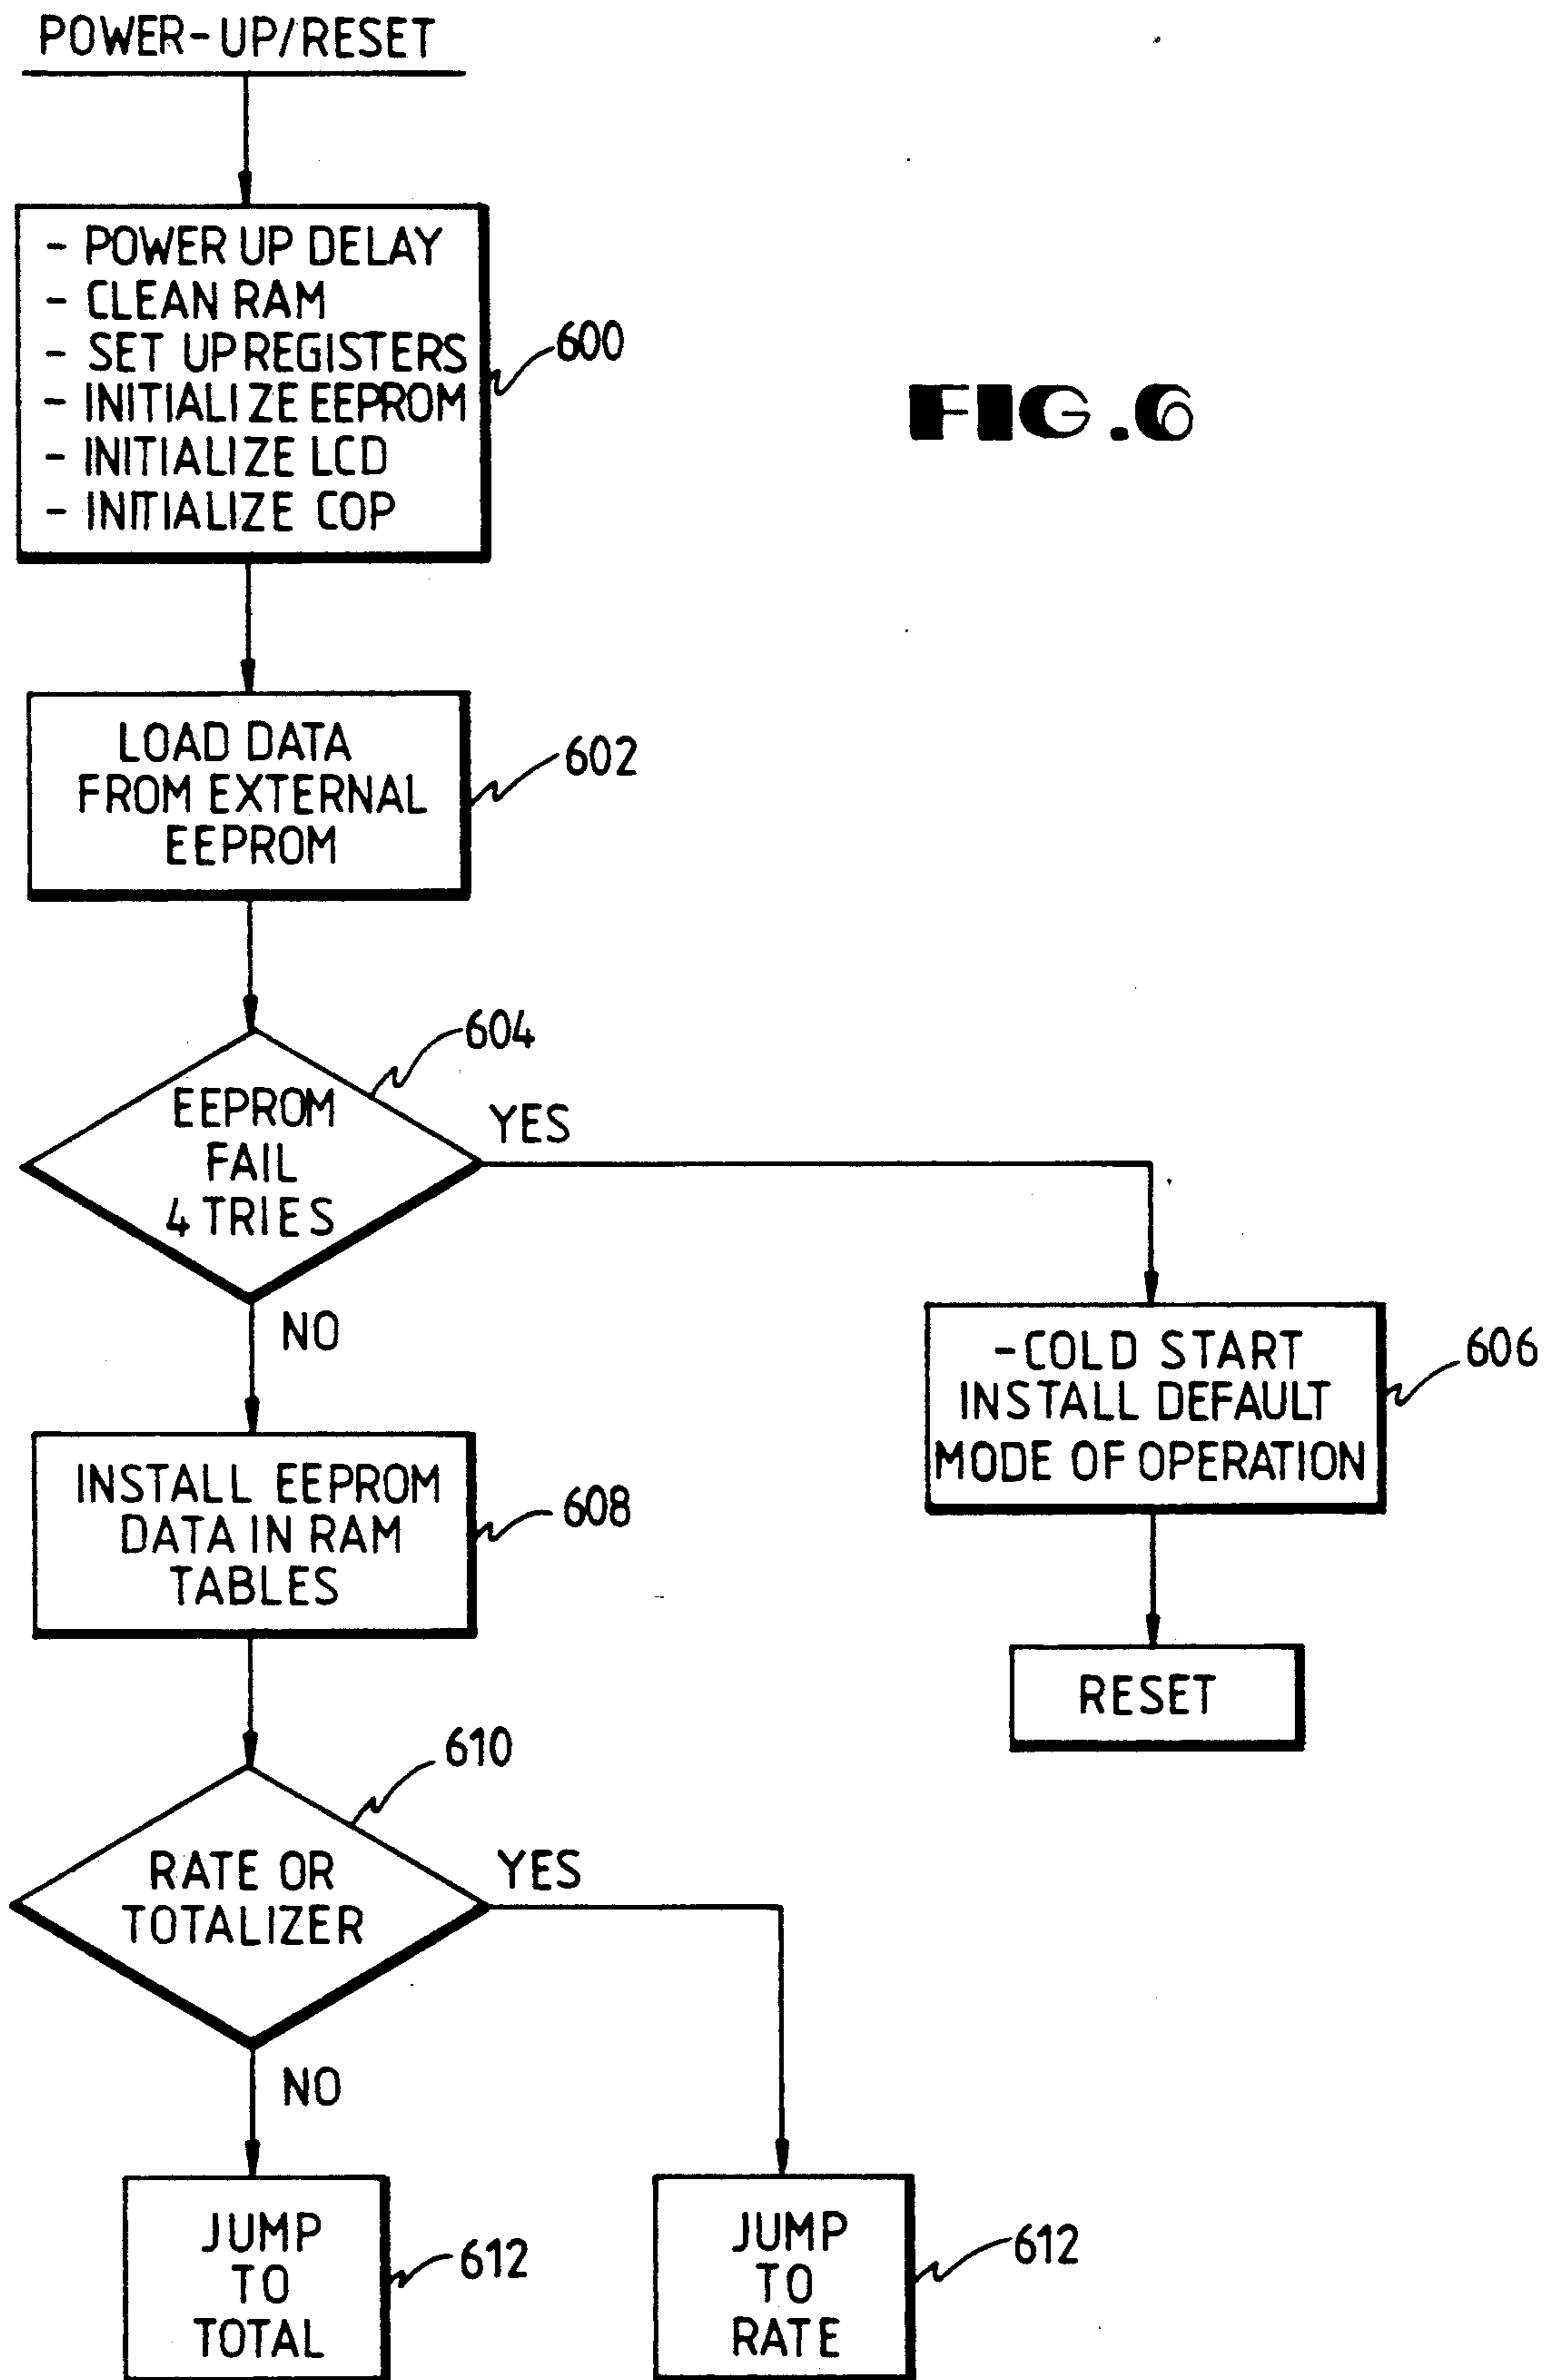 POWER-UP/RESET
- POWER UP DELAY
- CLEAN RAM
- SET UP REGISTERS
- INITIALIZE EEPROM
- INITIALIZE LCD
- INITIALIZE COP
600
FIG.6
LOAD DATA
FROM EXTERNAL
EEPROM
602
604
EEPROM
FAIL
4 TRIES
YES
NO
-COLD START
INSTALL DEFAULT
MODE OF OPERATION
606
INSTALL EEPROM
DATA IN RAM
TABLES
608
RESET
610
RATE OR
TOTALIZER
YES
NO
JUMP
TO
TOTAL
612
JUMP
TO
RATE
612